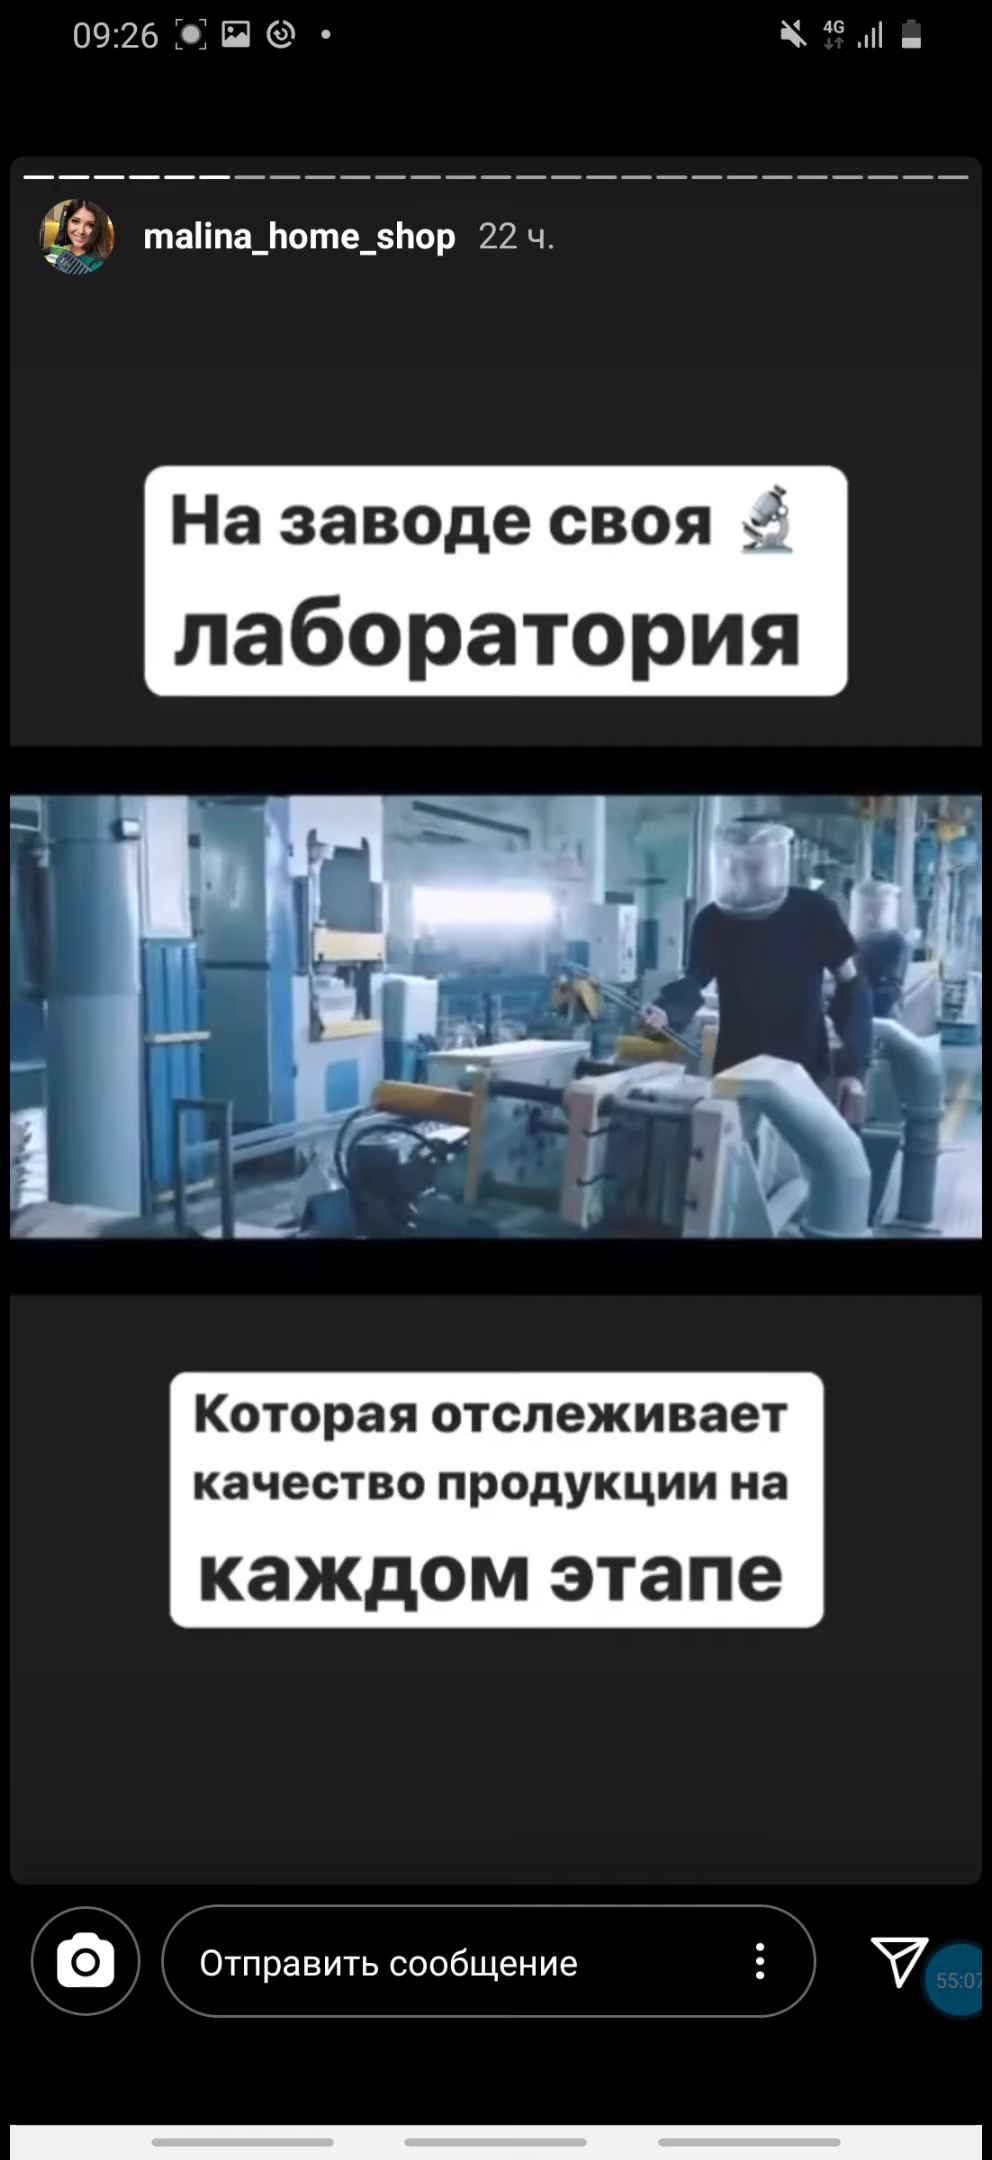 09:26
4G
malina_home_shop 22 ч.
На заводе своя
лаборатория
Которая отслеживает
качество продукции на
каждом этапе
Отправить сообщение
55:07